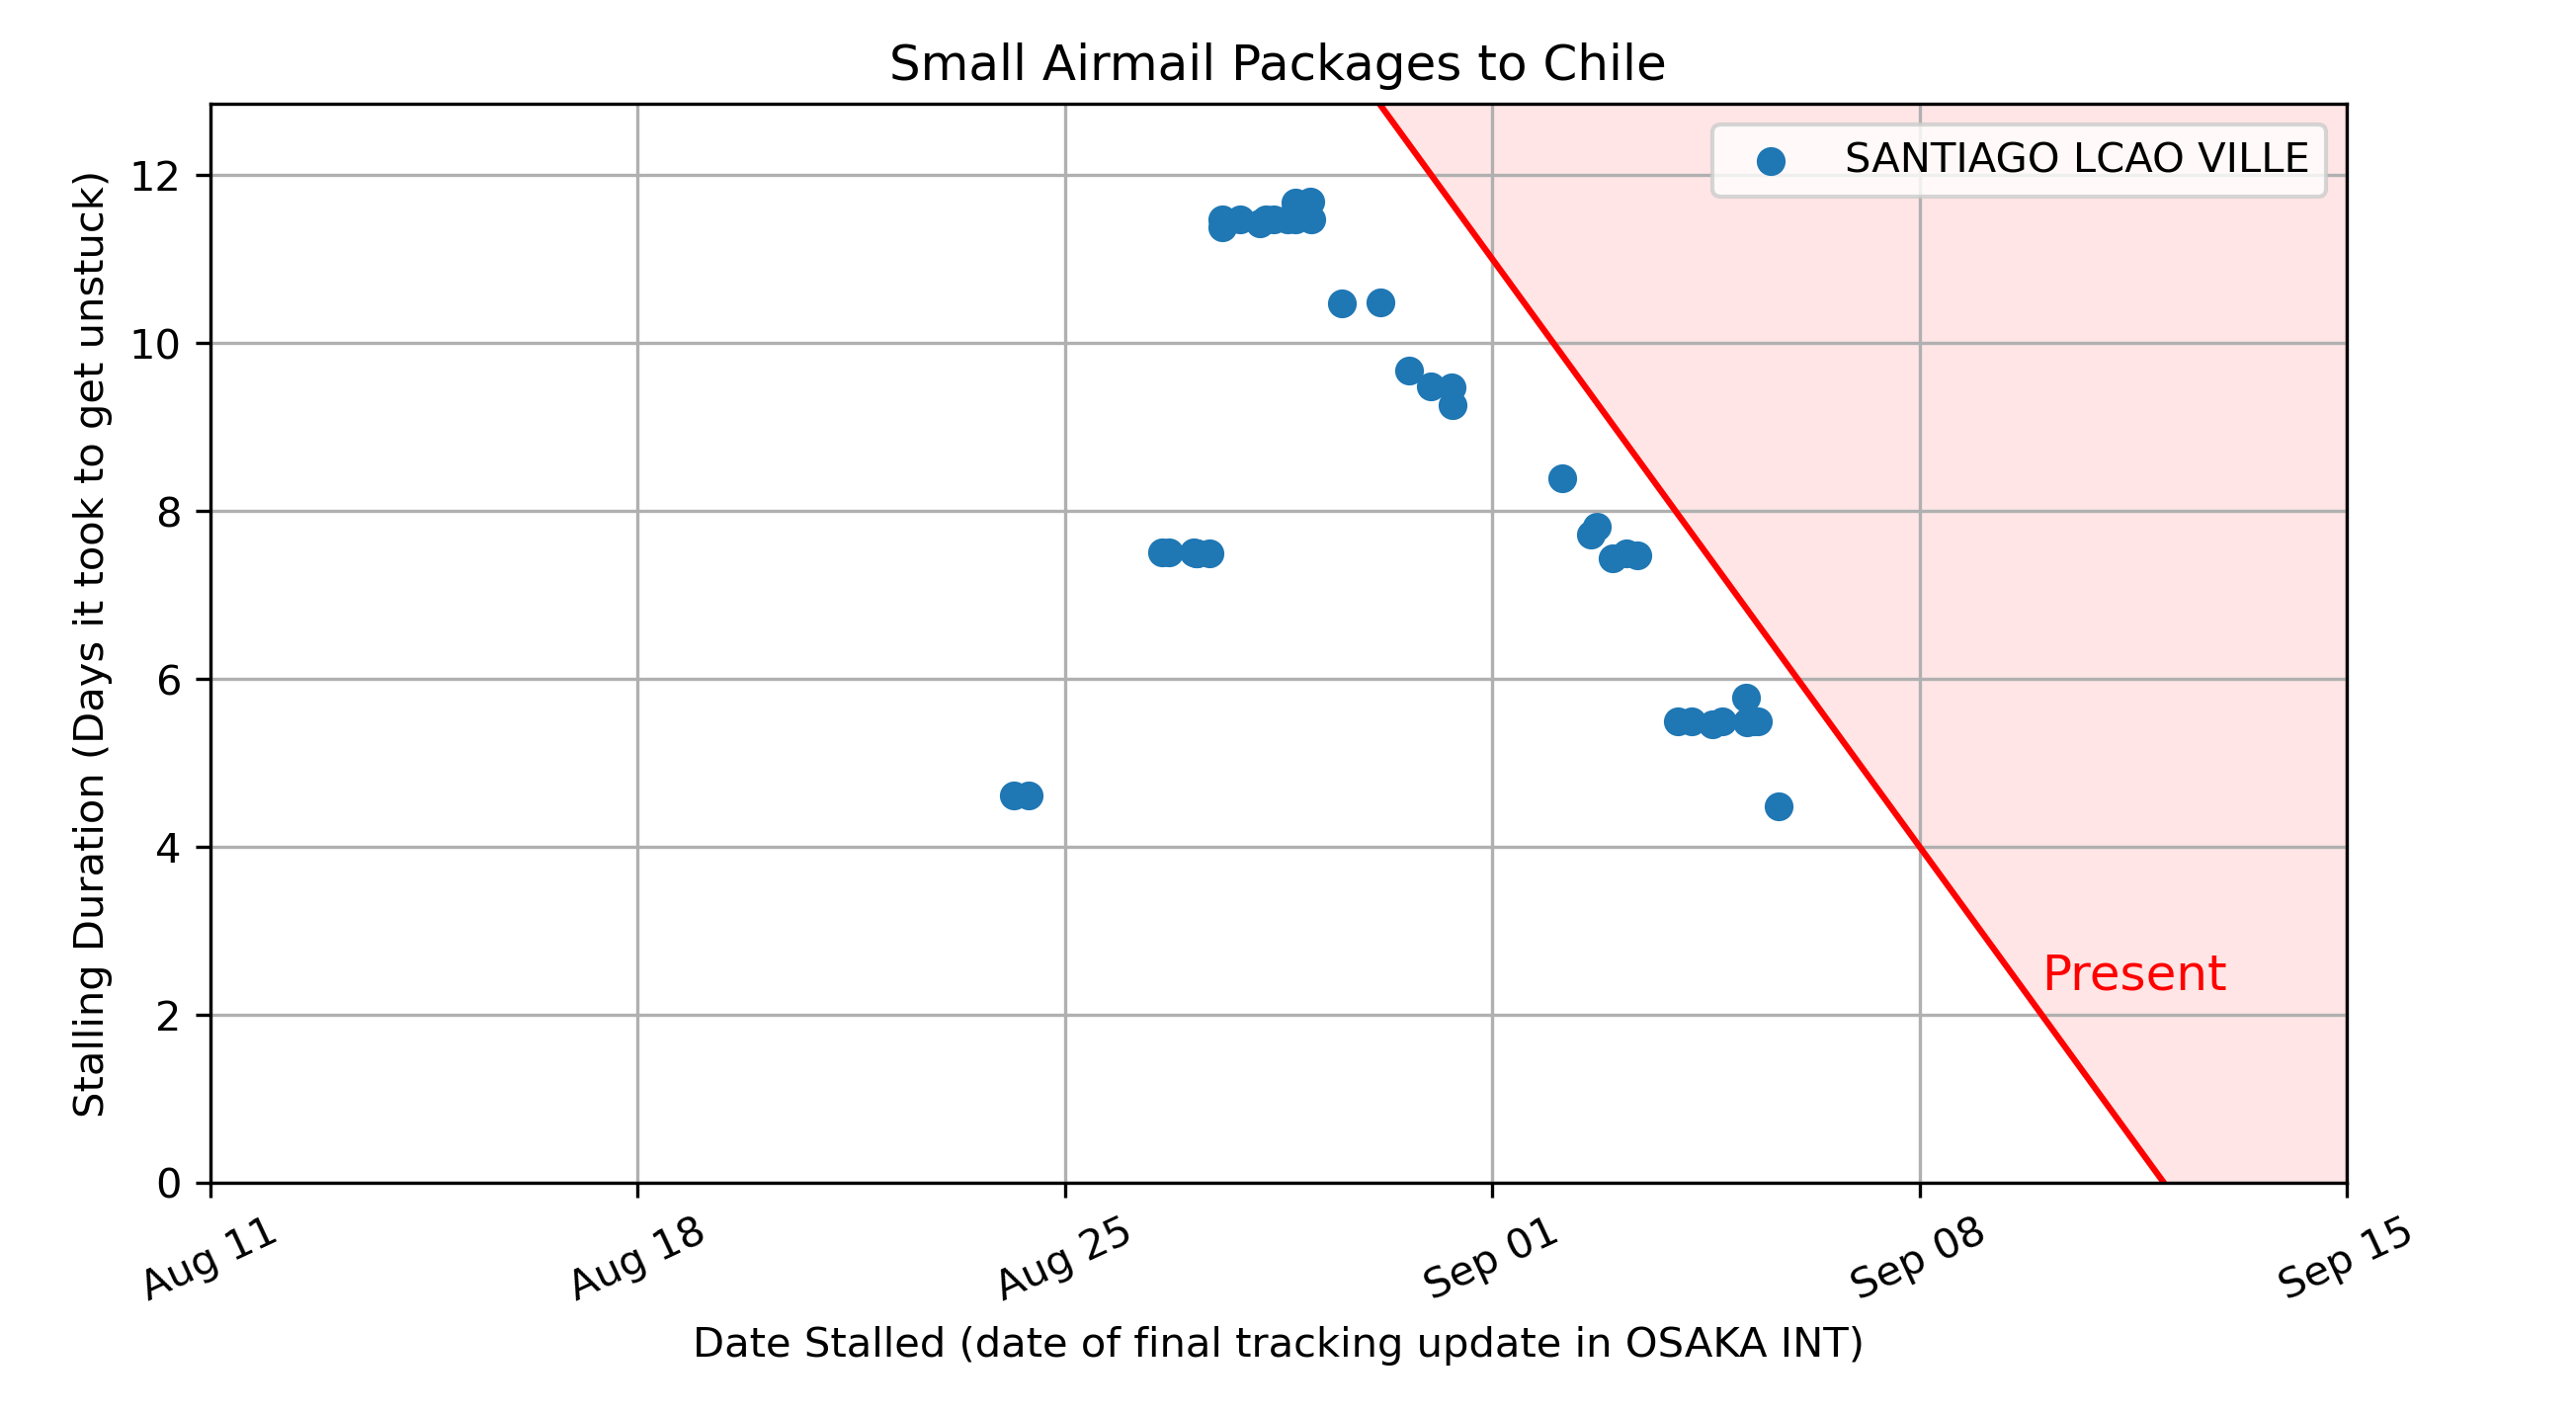 Small Airmail Packages to Chile
SANTIAGO LCAO VILLE
Stalling Duration (Days it took to get unstuck)
12
10
8
6
4
2
0
Present
Aug 11
Aug 18
Aug 25
Sep 01
Sep 08
Sep 15
Date Stalled (date of final tracking update in OSAKA INT)